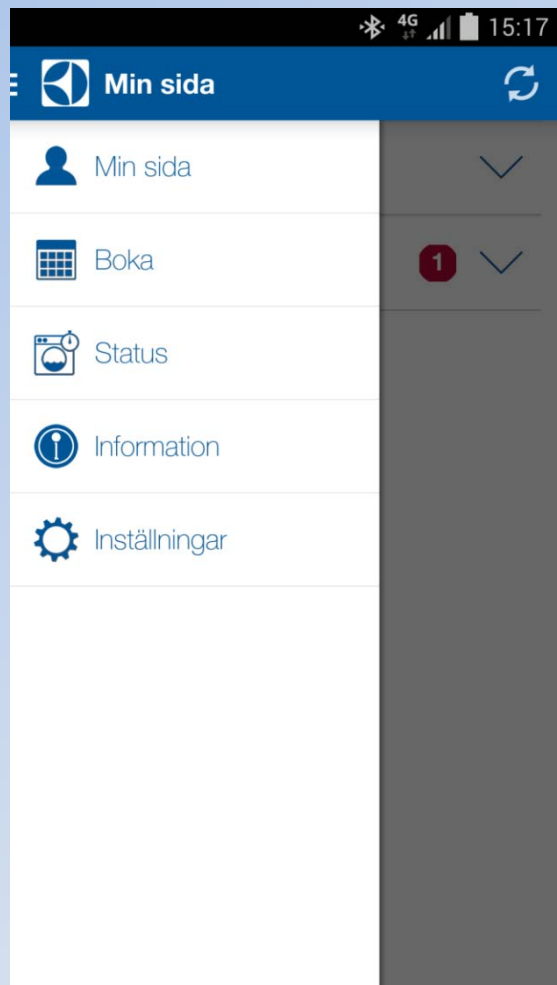 4G 15:17
Min sida
Min sida
Boka
1
Status
Information
Inställningar